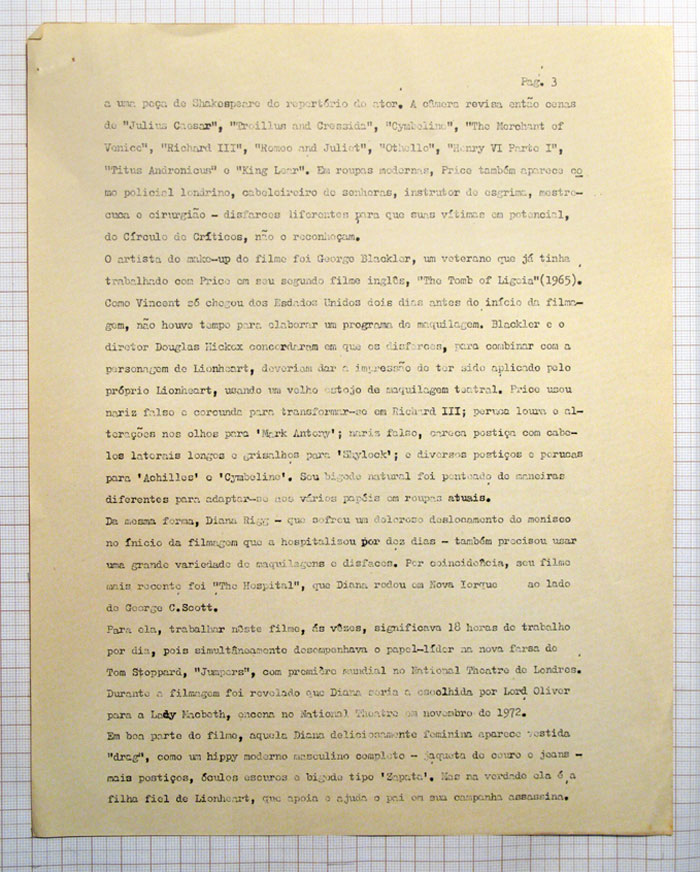 Pag. 3
a uma peça de Shakespeare do repertório do ator. A câmera revisa então cenas
de "Julius Caesar", "Troillus and Cressida", "Cymbeline", "The Merchant of
Venice", "Richard III", "Romeo and Juliet", "Othello", "Henry VI Parte I",
"Titus Andronicus" e "King Lear". Em roupas modernas, Price também aparece co
mo policial londrino, cabeleireiro de senhoras, instrutor de esgrima, mestre-
cuca e cirurgião - disfarces diferentes para que suas vítimas em potencial,
do Círculo de Críticos, não o reconheçam.
O artista do make-up do filme foi George Blackler, um veterano que já tinha
trabalhado com Price em seu segundo filme inglês, "The Tomb of Ligeia"(1965).
Como Vincent só chegou dos Esdados Unidos dois dias antes do início da filma-
gem, não houve tempo para elaborar um programa de maquilagem. Blackler e o
diretor Douglas Hickox concordaram em que os disfarces, para combinar com a
personagem de Lionheart, deveriam dar a impressão de ter sido aplicado pelo
próprio Lionheart, usando um velho estojo de maquilagem teatral. Price usou
nariz falso e corcunda para transformar-se em Richard III; peruca loura e al-
terações nos olhos para 'Mark Antony'; nariz falso, careca postiça com cabe-
los laterais longos e grisalhos para 'Skylock'; e diversos postiços e perucas
para 'Achilles' e 'Cymbeline'. Seu bigode natural foi penteado de maneiras
diferentes para adaptar-se aos vários papéis em roupas atuais.
Da mesma forma, Diana Rigg - que sofreu um doloroso deslocamento do menisco
no ínicio da filmagem que a hospitalisou por dez dias - também precisou usar
uma grande variedade de maquilagens e disfaces. Por coincidência, seu filme
mais recente foi "The Hospital", que Diana rodou em Nova Iorque ao lado
de George C.Scott.
Para ela, trabalhar nêste filme, ás vêzes, significava 18 horas de trabalho
por dia, pois simultâneamente desempenhava o papel-líder na nova farsa de
Tom Stoppard, "Jumpers", com première mundial no National Theatre de Londres.
Durante a filmagem foi revelado que Diana seria a escolhida por Lord Oliver
para a Lady Macbeth, encena no National Theatre em novembro de 1972.
Em boa parte do filme, aquela Diana deliciosamente feminina aparece vestida
"drag", como um hippy moderno masculino completo - jaqueta de couro e jeans -
mais postiços, óculos escuros e bigode tipo 'Zapata'. Mas na verdade ela é a
filha fiel de Lionheart, que apoia e ajuda o pai em sua campanha assassina.